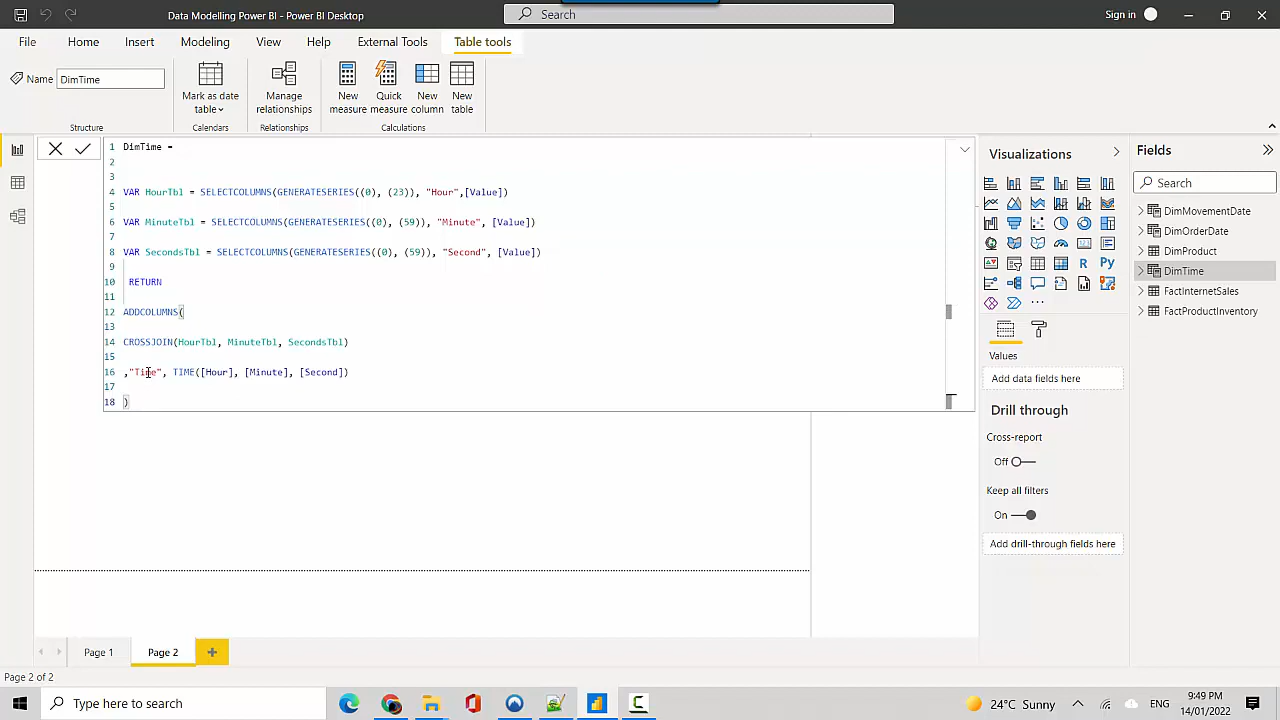 Data Modelling Power BI - Power BI Desktop
Search
Sign in
File
Home
Insert
Modeling
View
Help
External Tools
Table tools
Name
DimTime
Mark as date table
Manage relationships
New measure
Quick measure
New column
New table
Structure
Calendars
Relationships
Calculations
1 DimTime =
2
3
4 VAR HourTbl = SELECTCOLUMNS(GENERATESERIES((0), (23)), "Hour",[Value])
5
6 VAR MinuteTbl = SELECTCOLUMNS(GENERATESERIES((0), (59)), "Minute", [Value])
7
8 VAR SecondsTbl = SELECTCOLUMNS(GENERATESERIES((0), (59)), "Second", [Value])
9
10 RETURN
11
12 ADDCOLUMNS(
13
14 CROSSJOIN(HourTbl, MinuteTbl, SecondsTbl)
15
16 ,"Time", TIME([Hour], [Minute], [Second])
17
18 )
Visualizations
R
Py
Values
Add data fields here
Drill through
Cross-report
Off
Keep all filters
On
Add drill-through fields here
Fields
Search
DimMovementDate
DimOrderDate
DimProduct
DimTime
FactInternetSales
FactProductInventory
Page 1
Page 2
Page 2 of 2
Type here to search
24°C Sunny
ENG
9:49 PM
14/01/2022